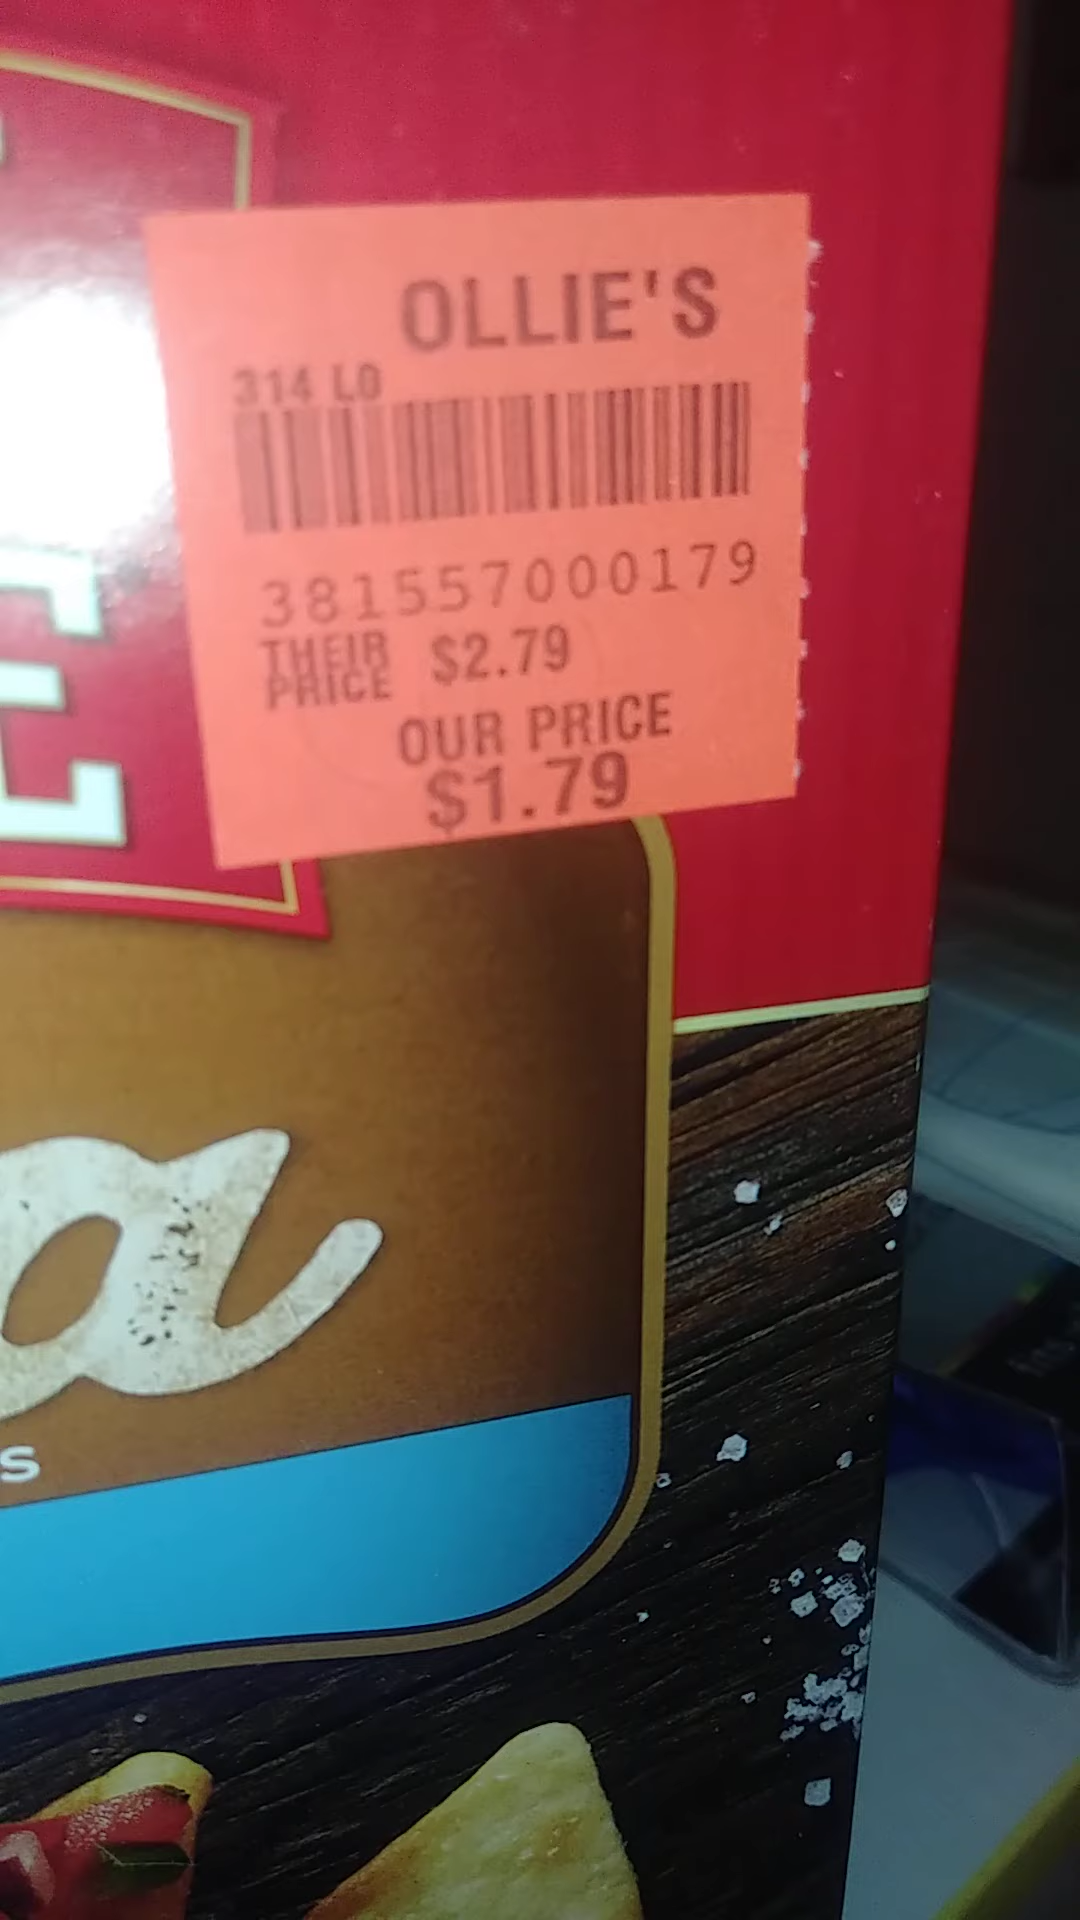 OLLIE'S
314 LO
381557000179
THEIR PRICE $2.79
OUR PRICE
$1.79
E
a
S